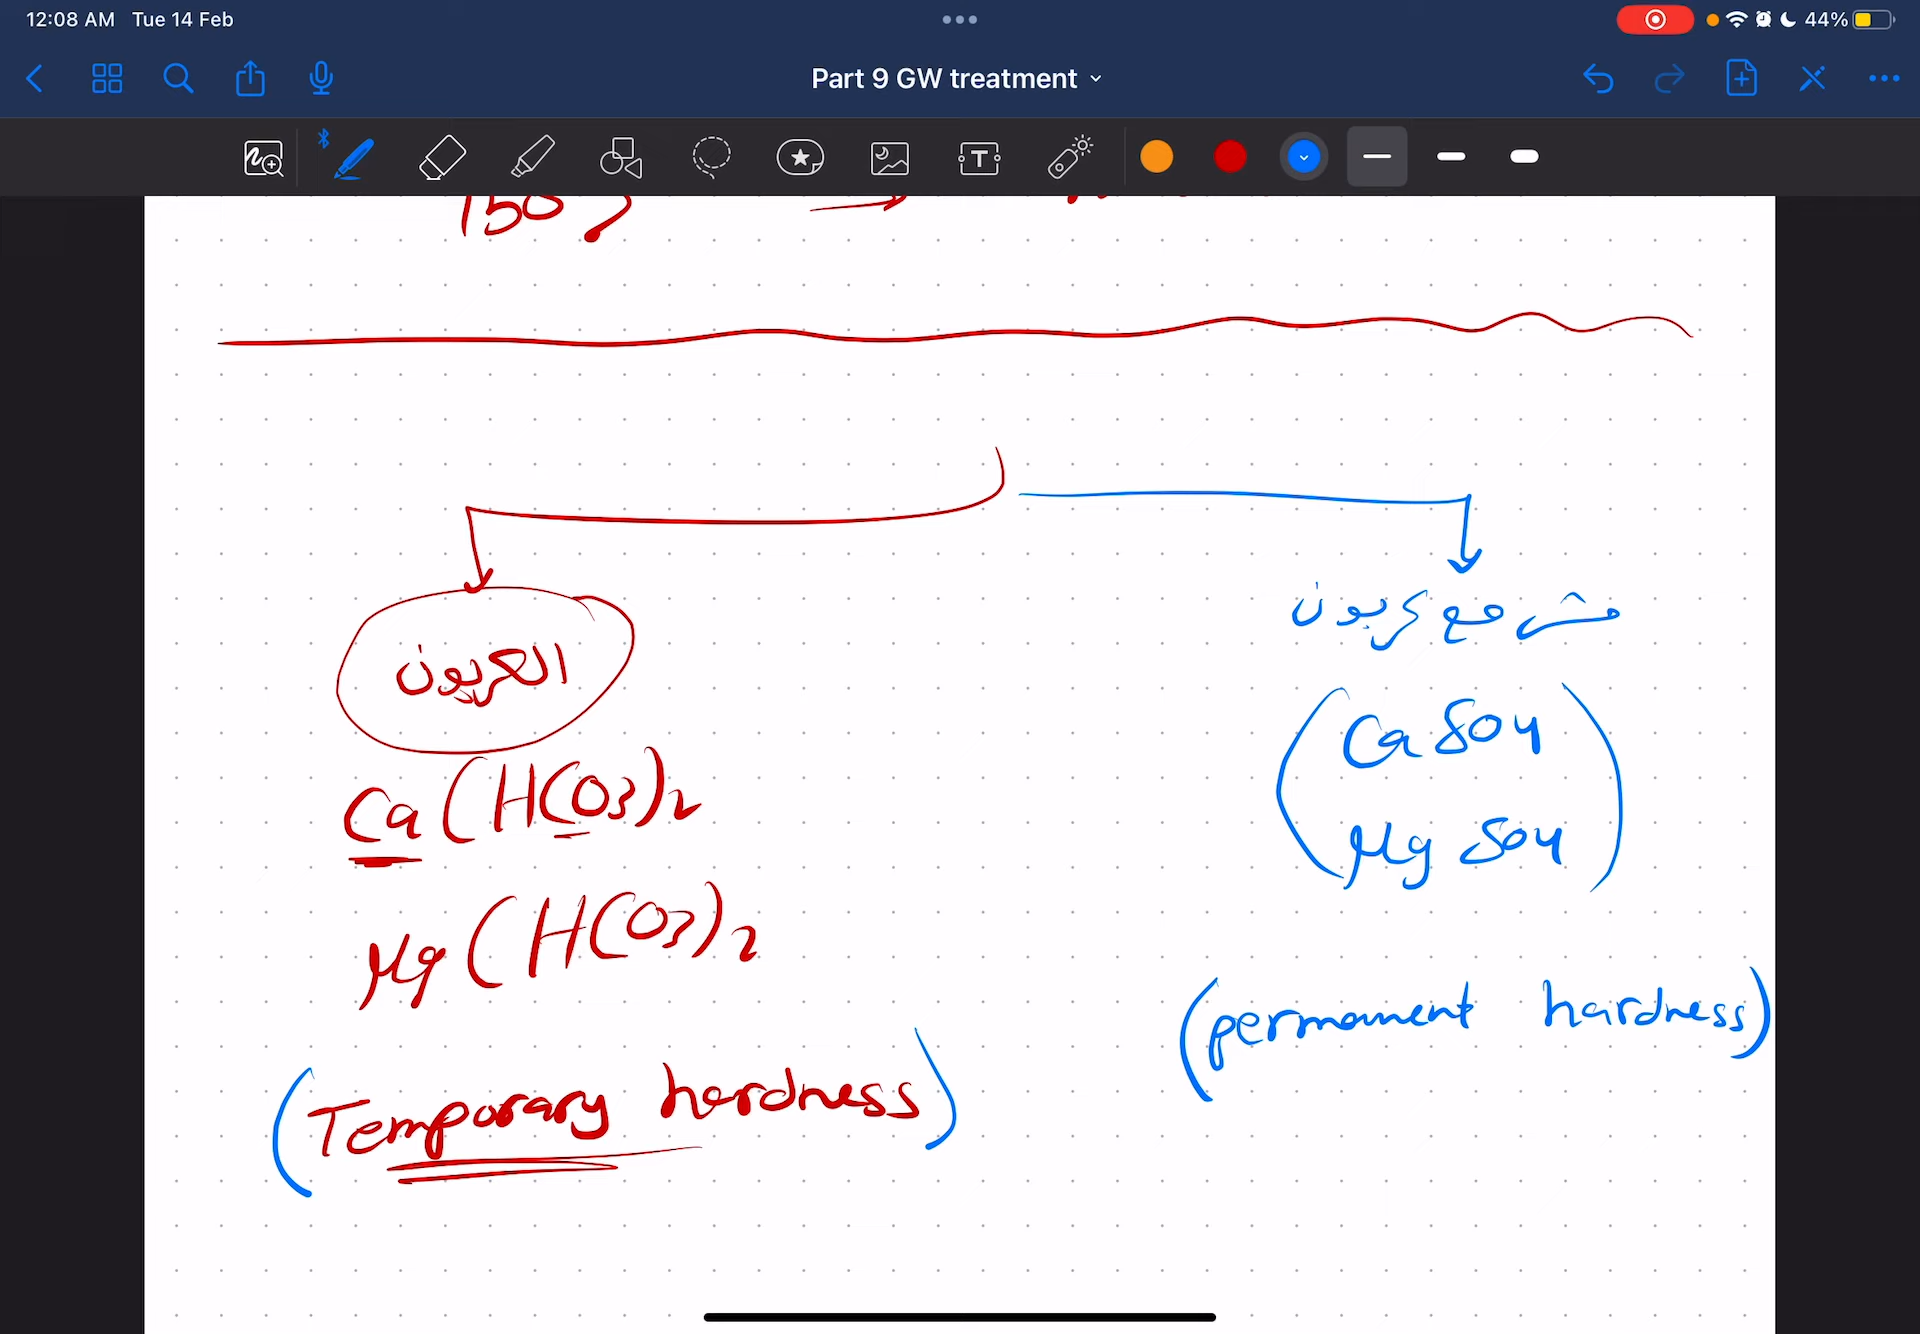 12:08 AM Tue 14 Feb
44%
Part 9 GW treatment
T
150
الكربون
Ca(HCO3)2
Mg(HCO3)2
(Temporary hardness)
مش مع كربون
(CaSO4
MgSO4)
(permanent hardness)